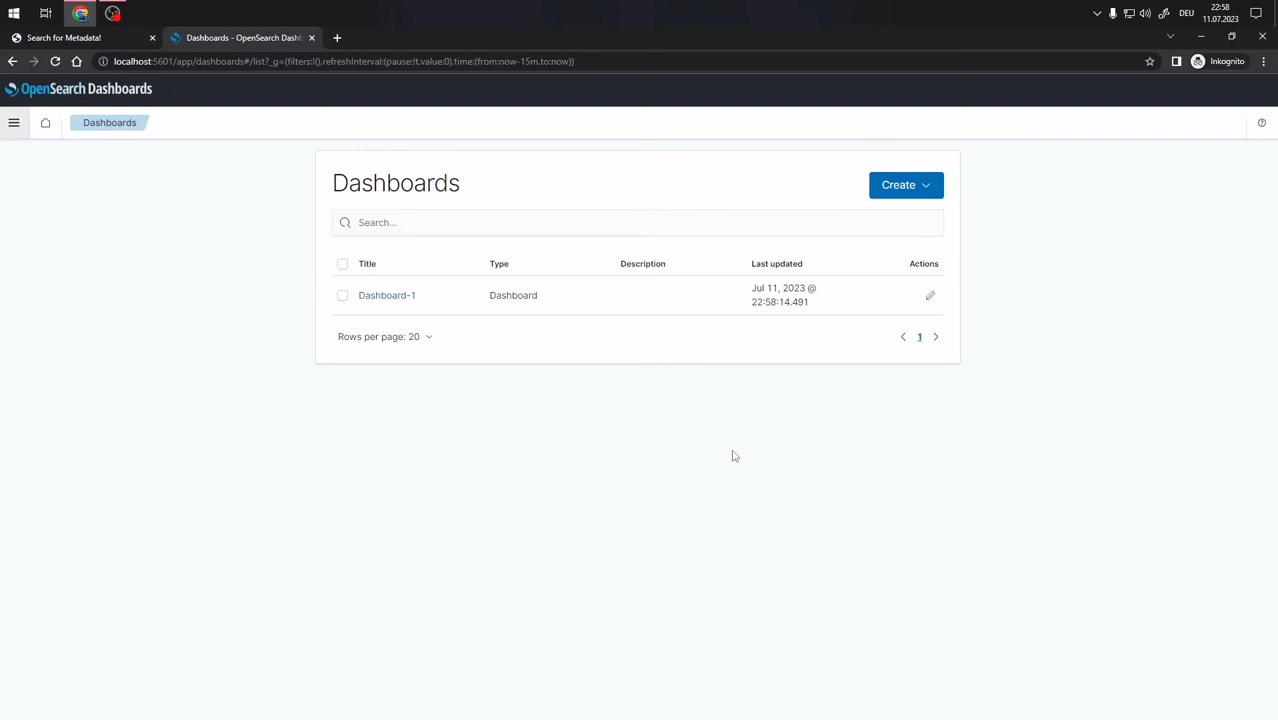 DEU
22:58
11.07.2023
Search for Metadata!
Dashboards - OpenSearch Dash
localhost:5601/app/dashboards#/list?_g=(filters:!(),refreshInterval:(pause:!t,value:0),time:(from:now-15m,to:now))
Inkognito
OpenSearch Dashboards
Dashboards
Dashboards
Create
Search...
Title Type Description Last updated Actions
Dashboard-1 Dashboard Jul 11, 2023 @
22:58:14.491
Rows per page: 20
1